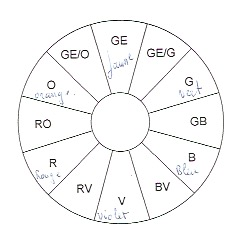 GE
jaune
GE/G
G
vert
GB
B
Bleu
BV
V
violet
RV
R
Rouge
RO
O
orange.
GE/O